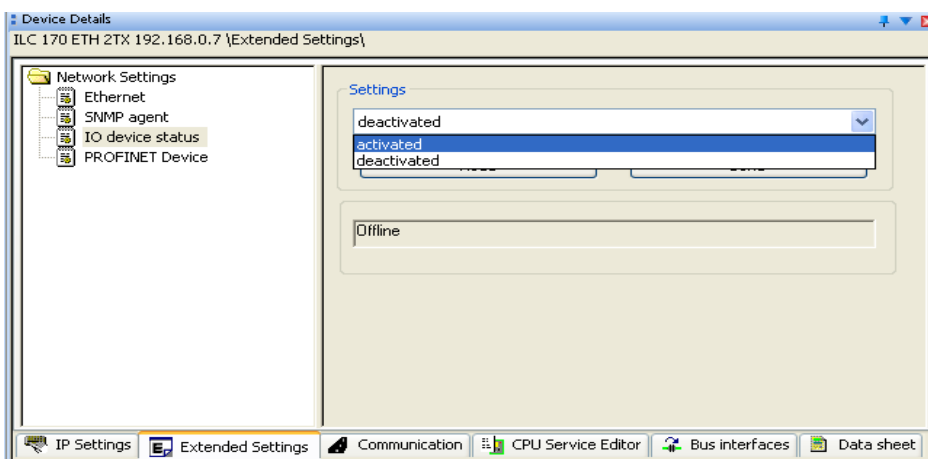 Device Details
ILC 170 ETH 2TX 192.168.0.7 \Extended Settings\
Network Settings
Ethernet
SNMP agent
IO device status
PROFINET Device
Settings
deactivated
activated
deactivated
Offline
IP Settings
Extended Settings
Communication
CPU Service Editor
Bus interfaces
Data sheet